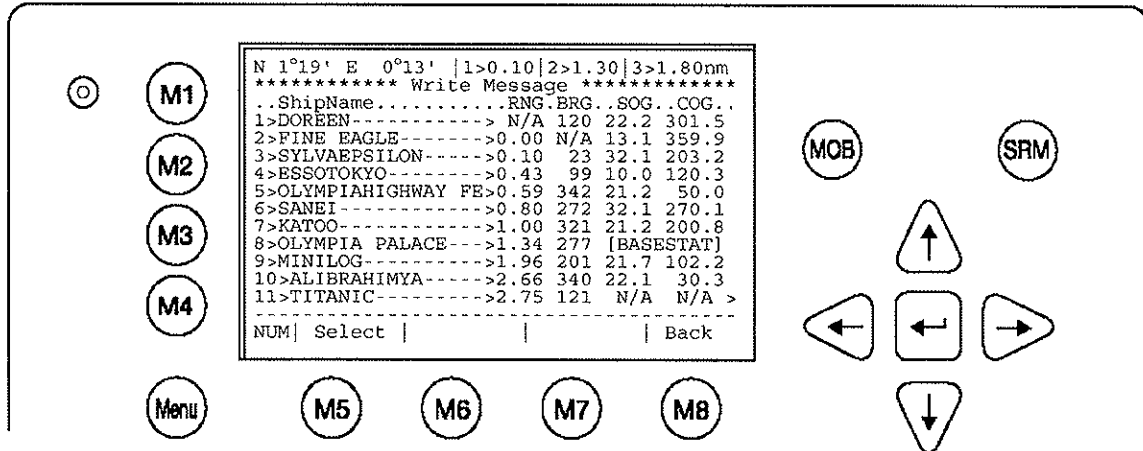 N 1°19' E 0°13' |1>0.10|2>1.30|3>1.80nm
************ Write Message *************
..ShipName...........RNG.BRG..SOG..COG..
1>DOREEN-----------> N/A 120 22.2 301.5
2>FINE EAGLE------->0.00 N/A 13.1 359.9
3>SYLVAEPSILON----->0.10 23 32.1 203.2
4>ESSOTOKYO-------->0.43 99 10.0 120.3
5>OLYMPIAHIGHWAY FE>0.59 342 21.2 50.0
6>SANEI------------>0.80 272 32.1 270.1
7>KATOO------------>1.00 321 21.2 200.8
8>OLYMPIA PALACE--->1.34 277 [BASESTAT]
9>MINILOG---------->1.96 201 21.7 102.2
10>ALIBRAHIMYA------>2.66 340 22.1 30.3
11>TITANIC--------->2.75 121 N/A N/A >
----------------------------------------
NUM| Select | | | Back
M1
M2
M3
M4
Menu
M5
M6
M7
M8
MOB
SRM